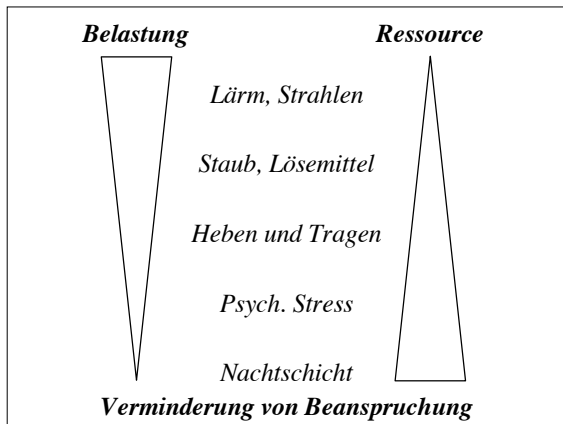 Belastung Ressource
Lärm, Strahlen
Staub, Lösemittel
Heben und Tragen
Psych. Stress
Nachtschicht
Verminderung von Beanspruchung